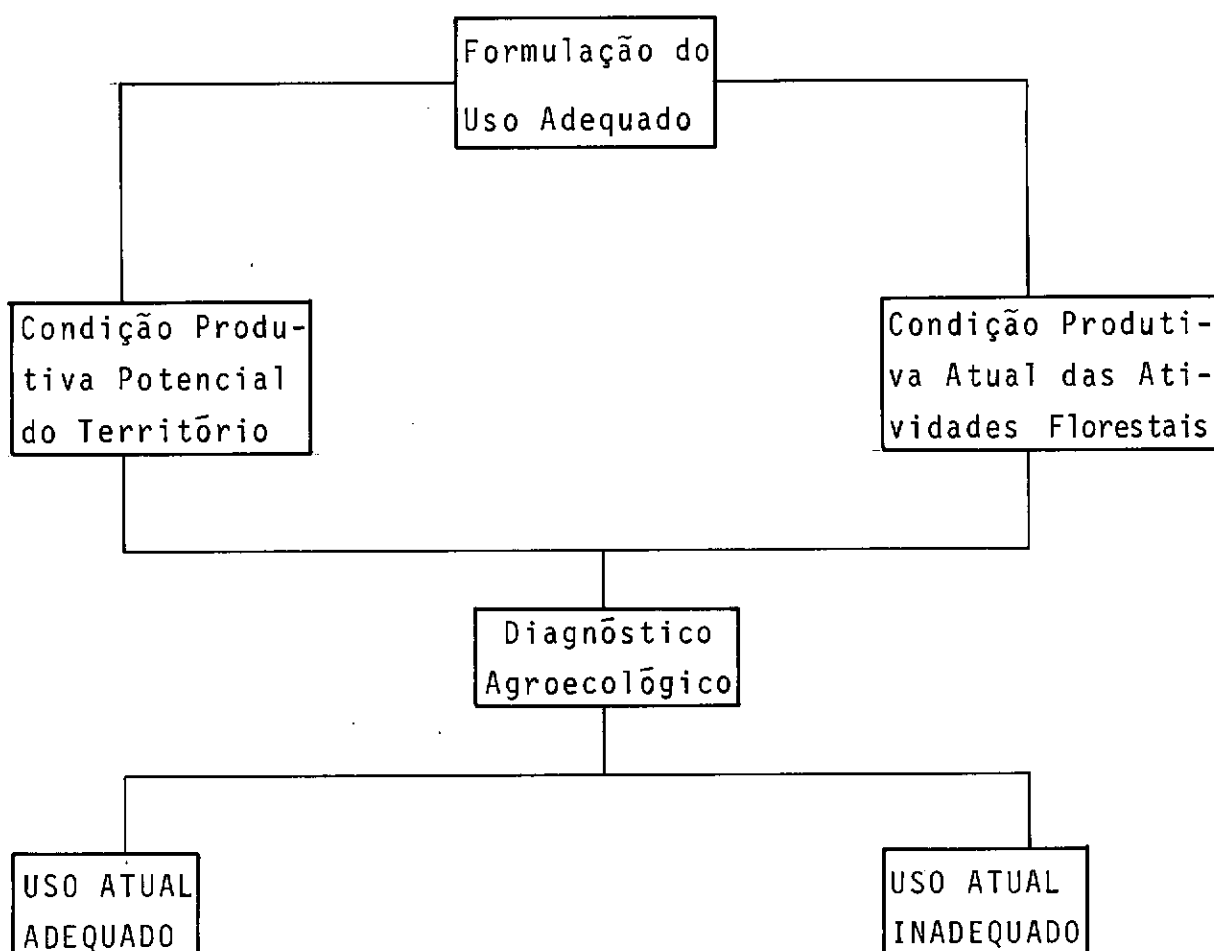 Formulação do
Uso Adequado
Condição Produ-
tiva Potencial
do Território
Condição Produti-
va Atual das Ati-
vidades Florestais
Diagnóstico
Agroecológico
USO ATUAL
ADEQUADO
USO ATUAL
INADEQUADO